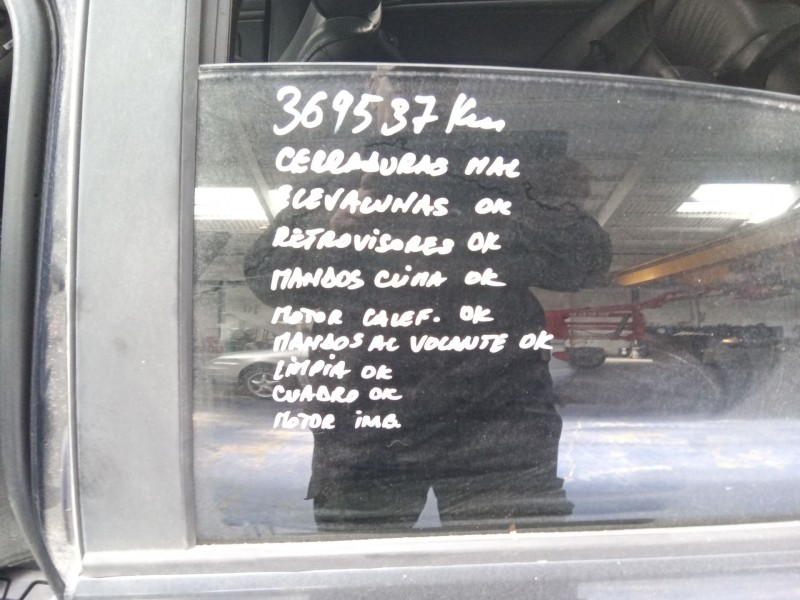 369537 Km
CERRADURAS MAL
ELEVALUNAS OK
RETROVISORES OK
MANDOS CLIMA OK
MOTOR CALEF. OK
MANDOS AL VOLANTE OK
LIMPIA OK
CUADRO OK
MOTOR IMB.